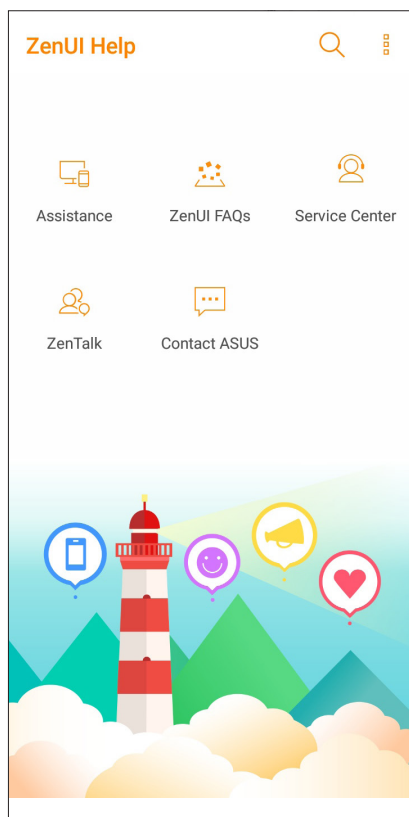 ZenUI Help
Assistance
ZenUI FAQs
Service Center
ZenTalk
Contact ASUS